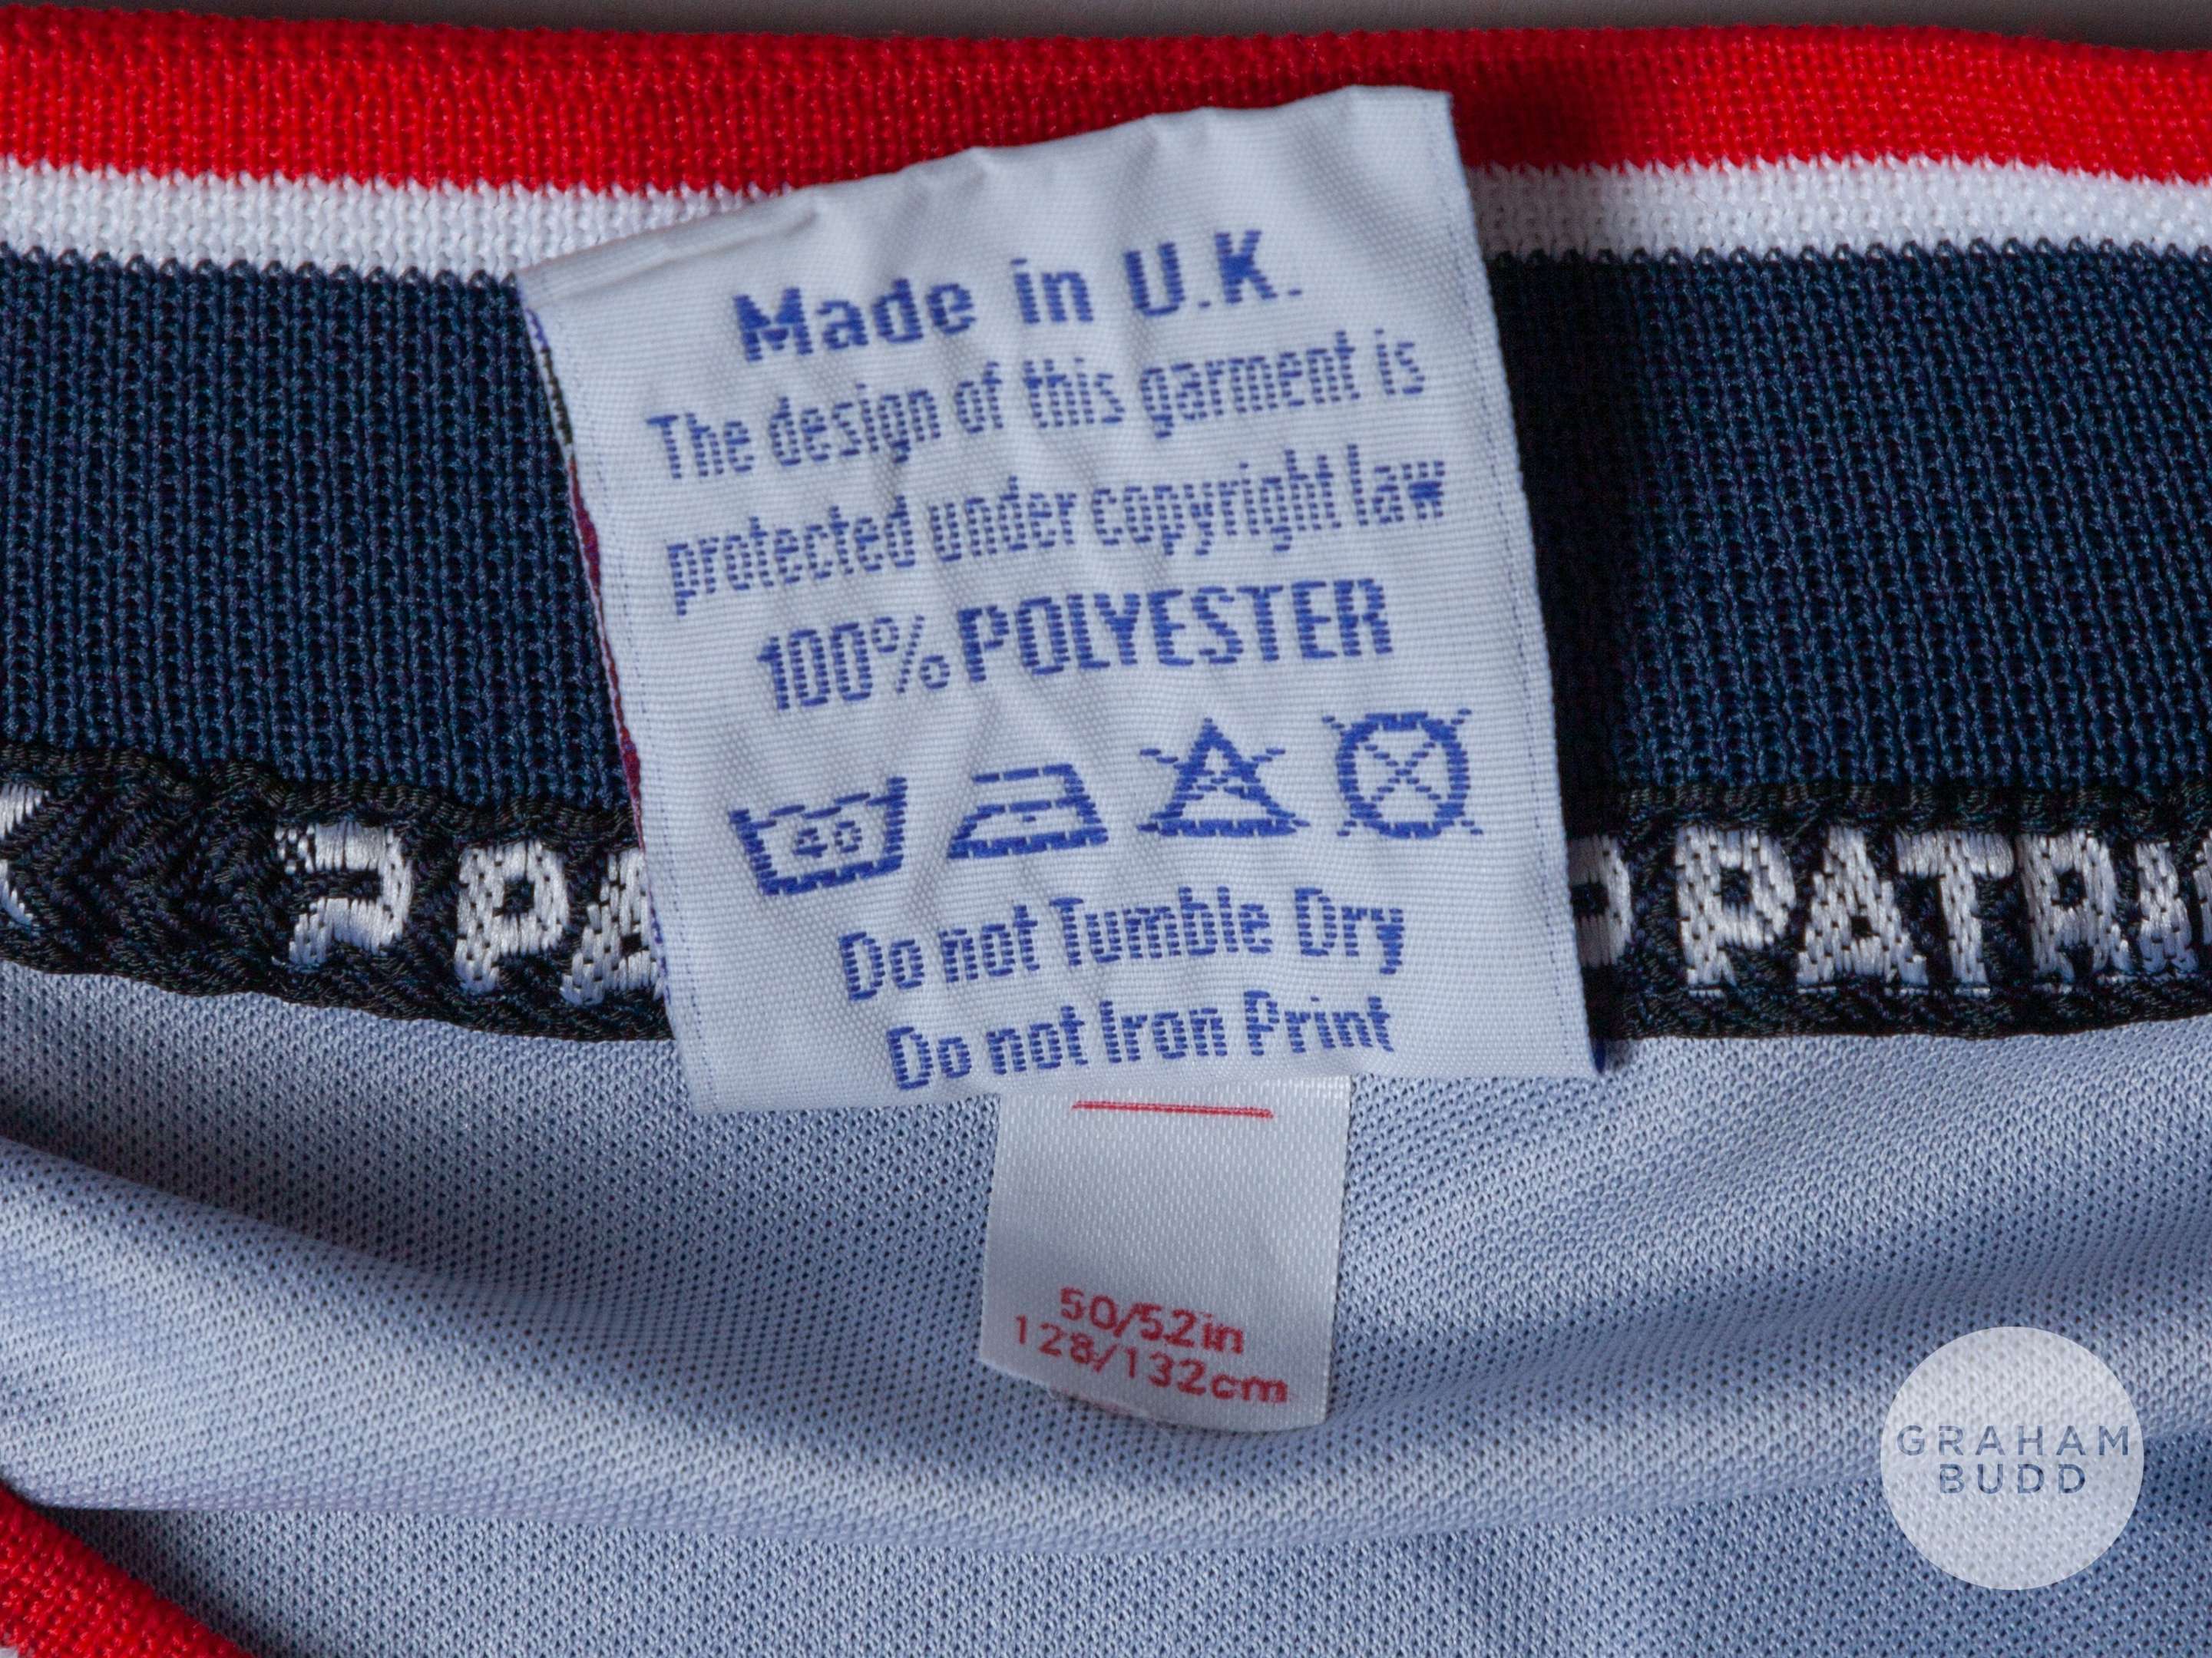 Made in U.K.
The design of this garment is
protected under copyright law
100% POLYESTER
40
Do not Tumble Dry
Do not Iron Print
50/52in
128/132cm
GRAHAM
BUDD